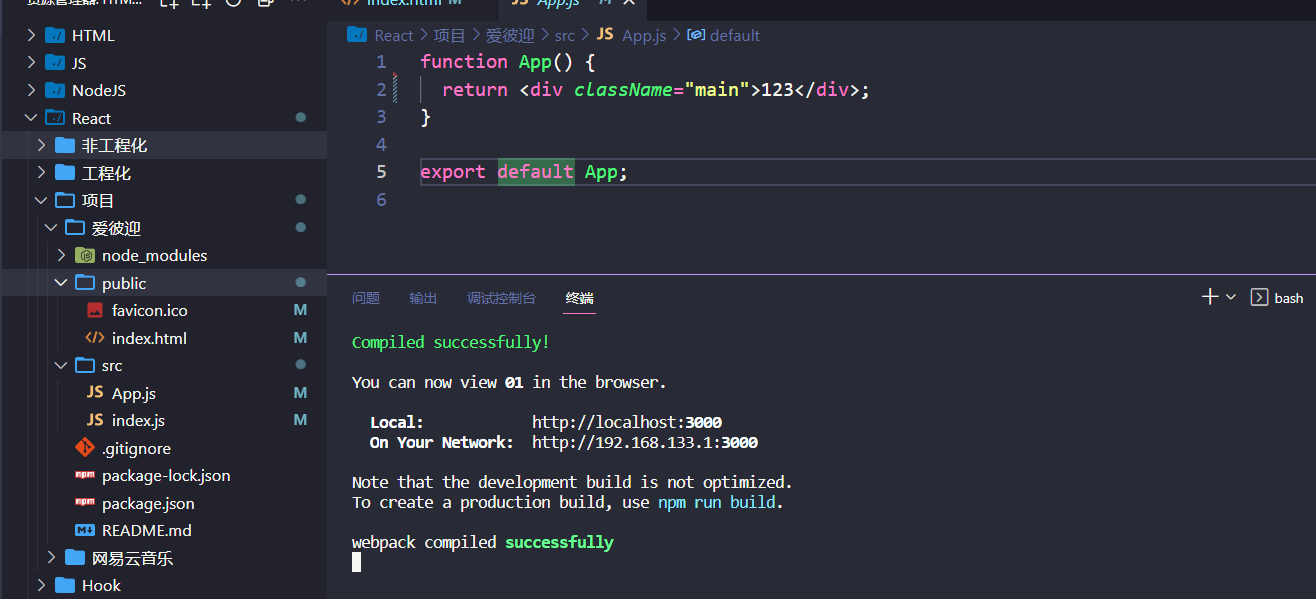 资源管理器: HTM...
HTML
JS
NodeJS
React
非工程化
工程化
项目
爱彼迎
node_modules
public
favicon.ico M
index.html M
src
App.js M
index.js M
.gitignore
package-lock.json
package.json
README.md
网易云音乐
Hook
index.html M
JS App.js M
React > 项目 > 爱彼迎 > src > JS App.js > default
1 function App() {
2 return <div className="main">123</div>;
3 }
4
5 export default App;
6
问题 输出 调试控制台 终端
bash
Compiled successfully!
You can now view 01 in the browser.
Local: http://localhost:3000
On Your Network: http://192.168.133.1:3000
Note that the development build is not optimized.
To create a production build, use npm run build.
webpack compiled successfully